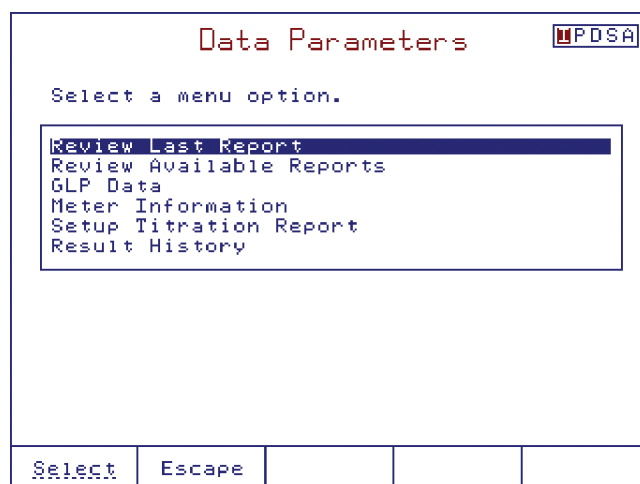 Data Parameters
IPDSA
Select a menu option.
Review Last Report
Review Available Reports
GLP Data
Meter Information
Setup Titration Report
Result History
Select Escape